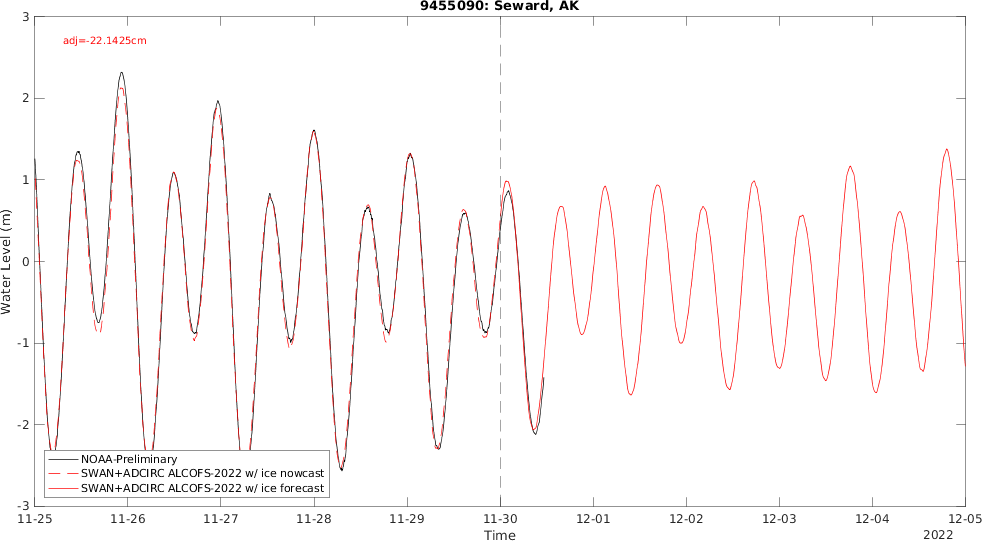 9455090: Seward, AK
adj=-22.1425cm
3
2
1
0
-1
-2
-3
Water Level (m)
NOAA-Preliminary
SWAN+ADCIRC ALCOFS-2022 w/ ice nowcast
SWAN+ADCIRC ALCOFS-2022 w/ ice forecast
11-25 11-26 11-27 11-28 11-29 11-30 12-01 12-02 12-03 12-04 12-05
Time
2022